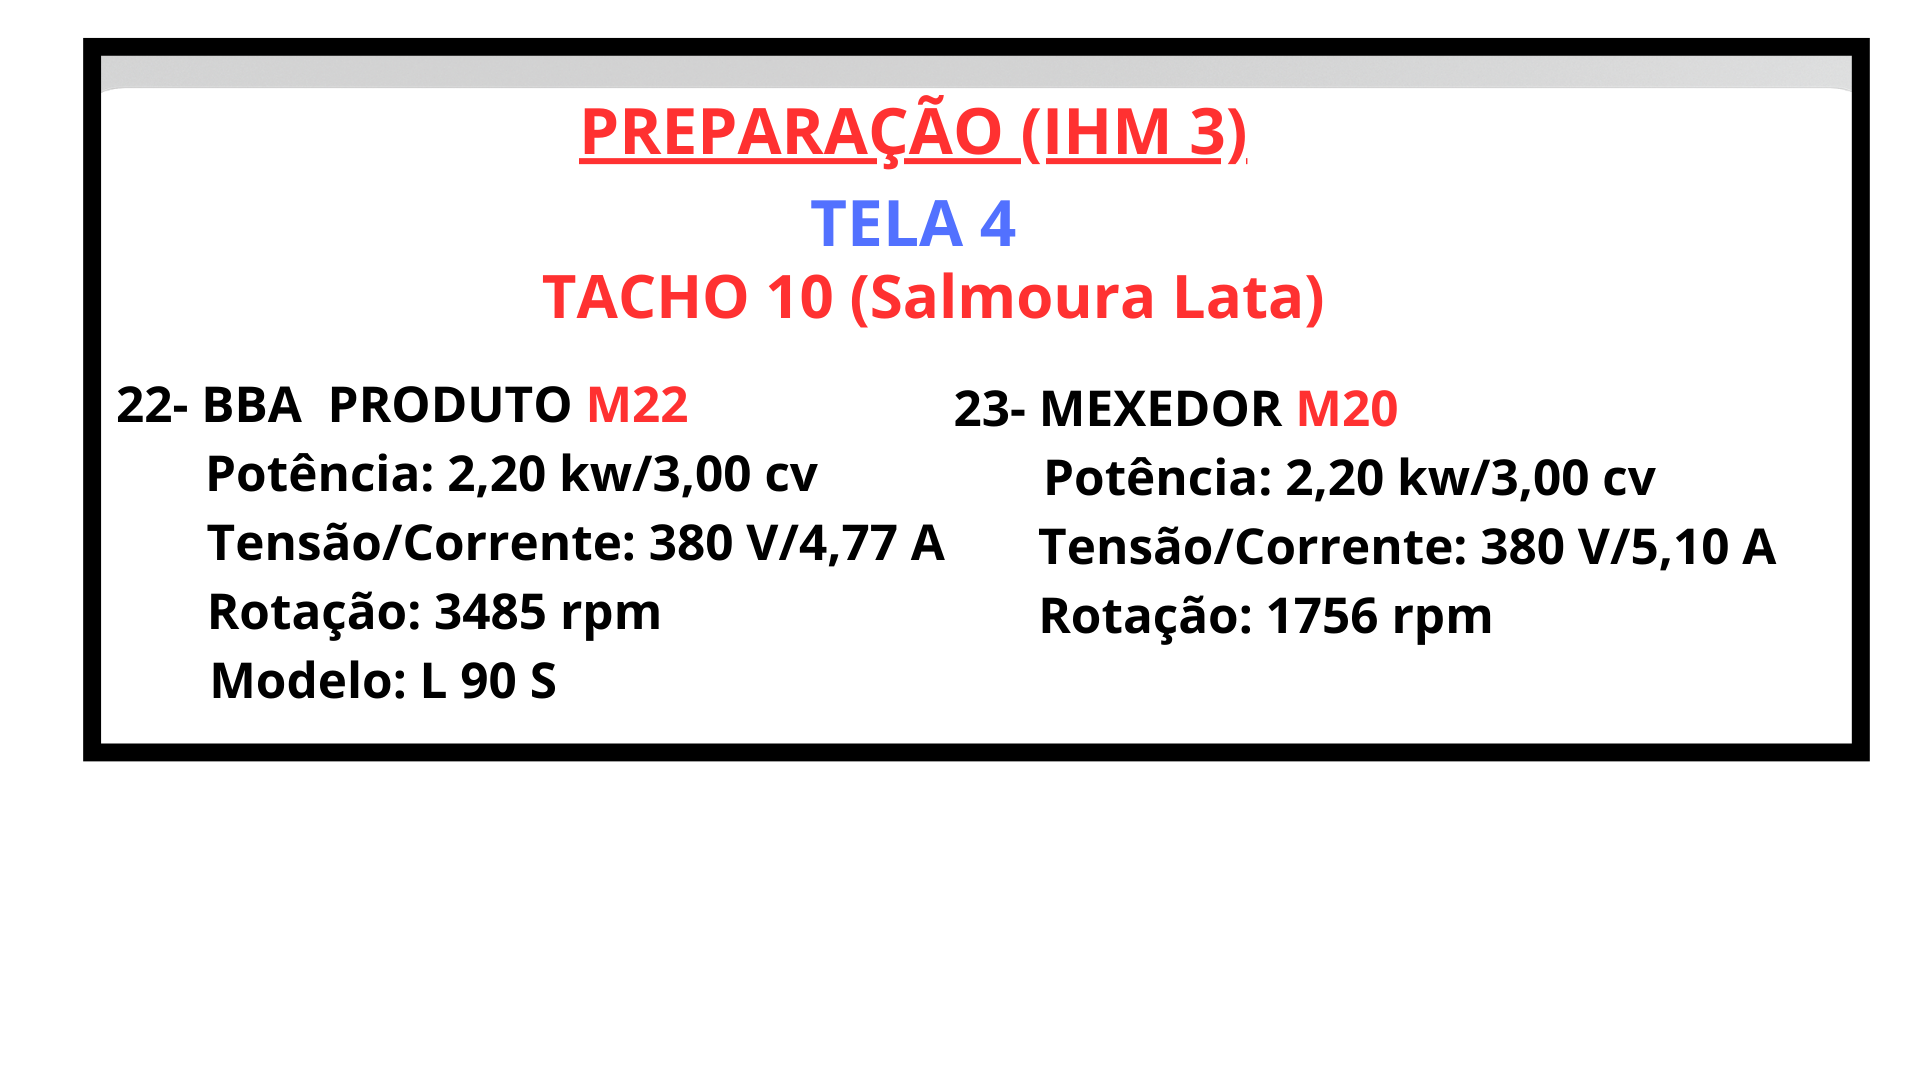 PREPARAÇÃO (IHM 3)
TELA 4
TACHO 10 (Salmoura Lata)
22- BBA  PRODUTO M22
Potência: 2,20 kw/3,00 cv
Tensão/Corrente: 380 V/4,77 A
Rotação: 3485 rpm
Modelo: L 90 S
23- MEXEDOR M20
Potência: 2,20 kw/3,00 cv
Tensão/Corrente: 380 V/5,10 A
Rotação: 1756 rpm